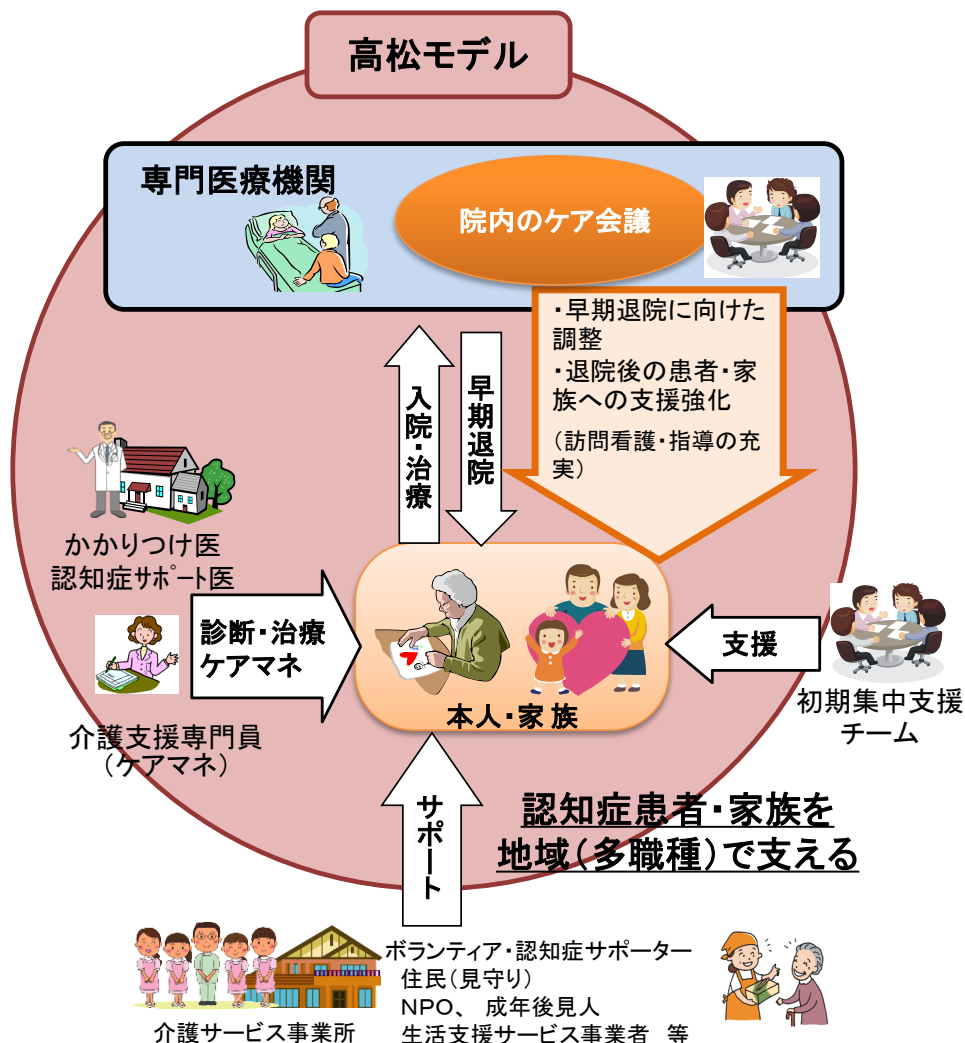 高松モデル
専門医療機関
院内のケア会議
・早期退院に向けた
調整
・退院後の患者・家
族への支援強化
（訪問看護・指導の充
実）
入院・治療
早期退院
かかりつけ医
認知症サポート医
診断・治療
ケアマネ
介護支援専門員
（ケアマネ）
本人・家族
支援
初期集中支援
チーム
サポート
認知症患者・家族を
地域（多職種）で支える
介護サービス事業所
ボランティア・認知症サポーター
住民（見守り）
NPO、 成年後見人
生活支援サービス事業者 等